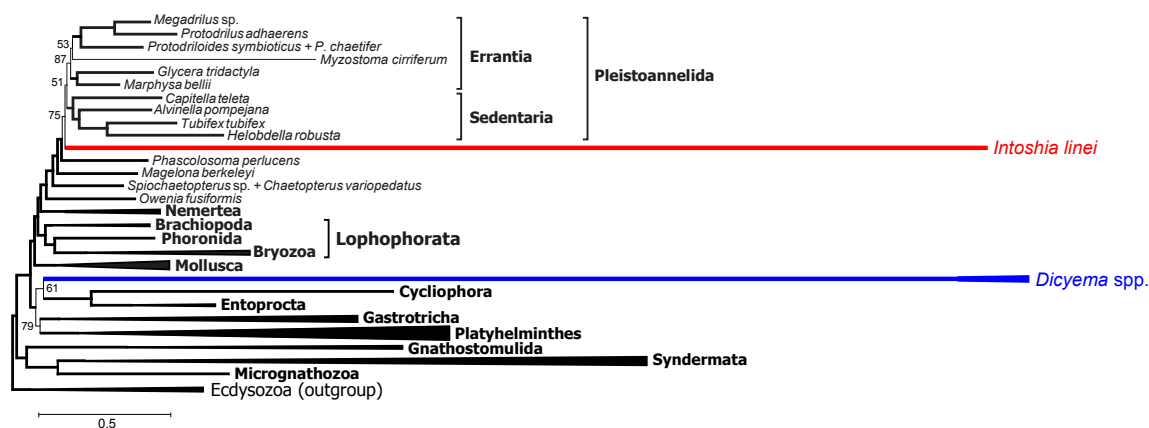 Megadrilus sp.
Protodrilus adhaerens
53
Protodriloides symbioticus + P. chaetifer
87
Myzostoma cirriferum
Errantia
Glycera tridactyla
51
Marphysa bellii
Pleistoannelida
Capitella teleta
Alvinella pompejana
75
Tubifex tubifex
Sedentaria
Helobdella robusta
Intoshia linei
Phascolosoma perlucens
Magelona berkeleyi
Spiochaetopterus sp. + Chaetopterus variopedatus
Owenia fusiformis
Nemertea
Brachiopoda
Phoronida
Lophophorata
Bryozoa
Mollusca
Dicyema spp.
61
Cycliophora
Entoprocta
Gastrotricha
79
Platyhelminthes
Gnathostomulida
Syndermata
Micrognathozoa
Ecdysozoa (outgroup)
0.5